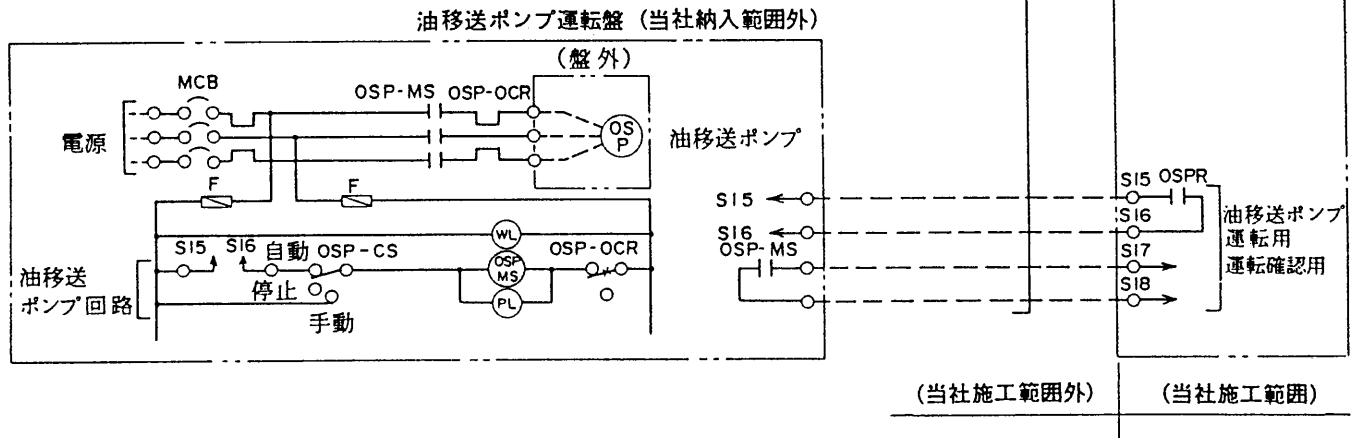 油移送ポンプ運転盤 (当社納入範囲外)
(盤外)
MCB
OSP-MS OSP-OCR
電源
OS
P
油移送ポンプ
F
F
S15
S15 OSPR
S16
S16
油移送ポンプ
運転用
WL
S15 S16 自動 OSP-CS
OSP-OCR
OSP-MS
S17
運転確認用
OSP
MS
油移送
ポンプ回路
停止
PL
S18
手動
(当社施工範囲外) (当社施工範囲)